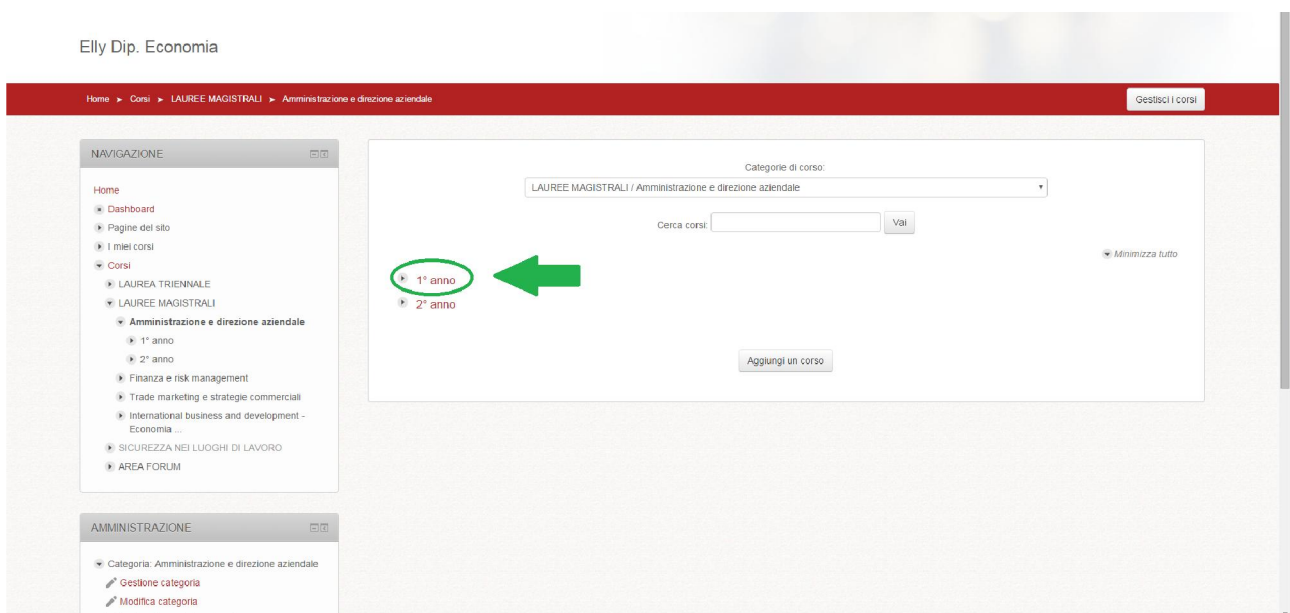 Elly Dip. Economia
Home ► Corsi ► LAUREE MAGISTRALI ► Amministrazione e direzione aziendale
Gestisci i corsi
NAVIGAZIONE
Home
Dashboard
Pagine del sito
I miei corsi
Corsi
LAUREA TRIENNALE
LAUREE MAGISTRALI
Amministrazione e direzione aziendale
1° anno
2° anno
Finanza e risk management
Trade marketing e strategie commerciali
International business and development -
Economia ...
SICUREZZA NEI LUOGHI DI LAVORO
AREA FORUM
AMMINISTRAZIONE
Categoria: Amministrazione e direzione aziendale
Gestione categoria
Modifica categoria
Categorie di corso:
LAUREE MAGISTRALI / Amministrazione e direzione aziendale
Cerca corsi:
Vai
Minimizza tutto
1° anno
2° anno
Aggiungi un corso